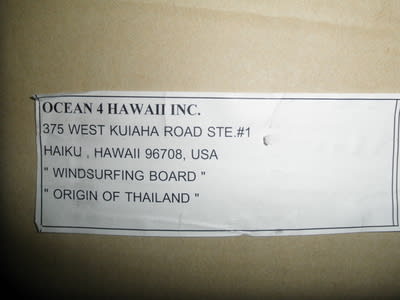 OCEAN 4 HAWAII INC.
375 WEST KUIAHA ROAD STE.#1
HAIKU , HAWAII 96708, USA
" WINDSURFING BOARD "
" ORIGIN OF THAILAND "